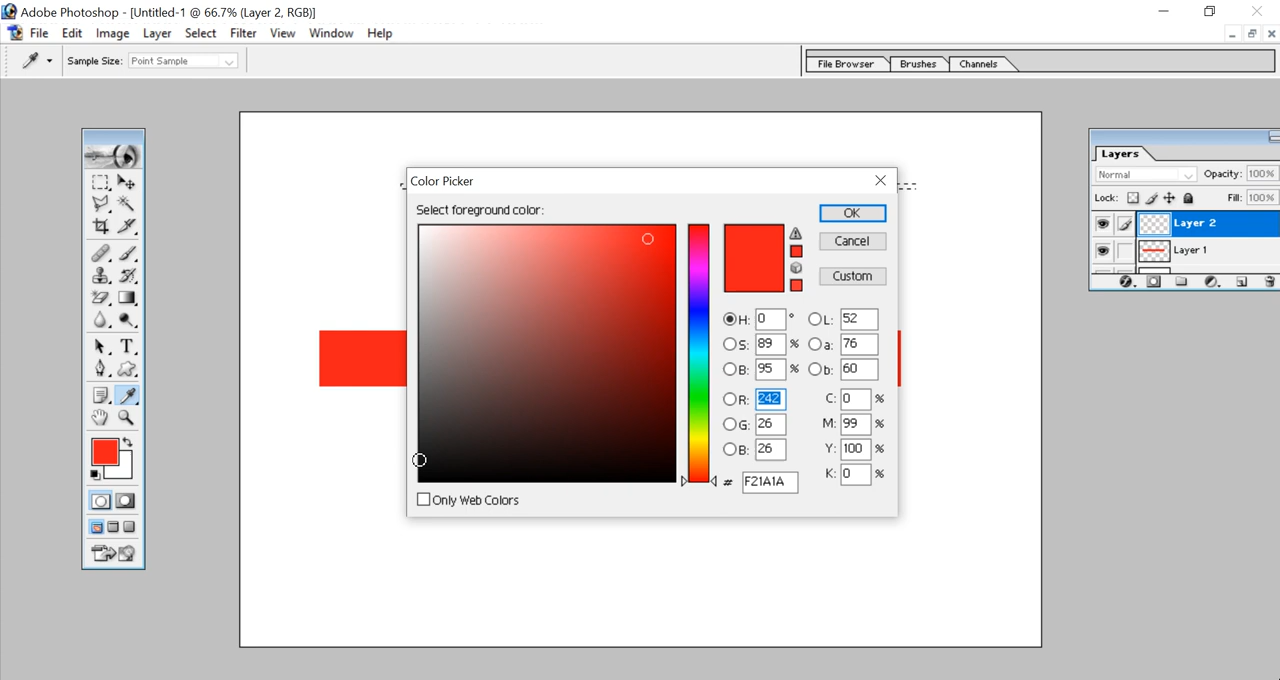 Adobe Photoshop - [Untitled-1 @ 66.7% (Layer 2, RGB)]
File Edit Image Layer Select Filter View Window Help
Sample Size: Point Sample
File Browser Brushes Channels
Layers
Normal Opacity: 100%
Lock: Fill: 100%
Layer 2
Layer 1
Color Picker
Select foreground color:
OK
Cancel
Custom
H: 0 ° L: 52
S: 89 % a: 76
B: 95 % b: 60
R: 242 C: 0 %
G: 26 M: 99 %
B: 26 Y: 100 %
# F21A1A K: 0 %
Only Web Colors
T